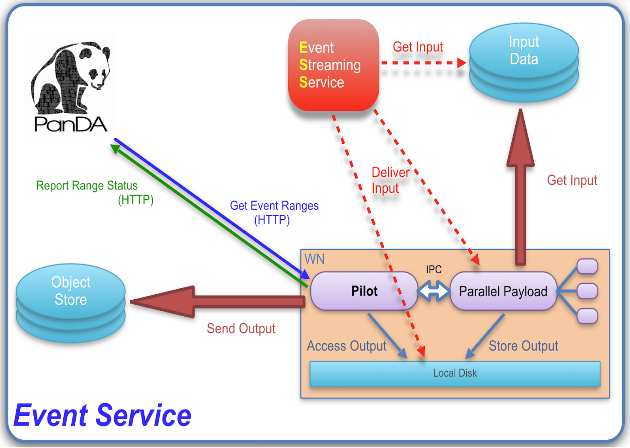 Event
Streaming
Service
Get Input
Input
Data
PanDA
Deliver
Input
Report Range Status
(HTTP)
Get Event Ranges
(HTTP)
Get Input
WN
IPC
Object
Store
Pilot
Parallel Payload
Send Output
Access Output
Store Output
Local Disk
Event Service